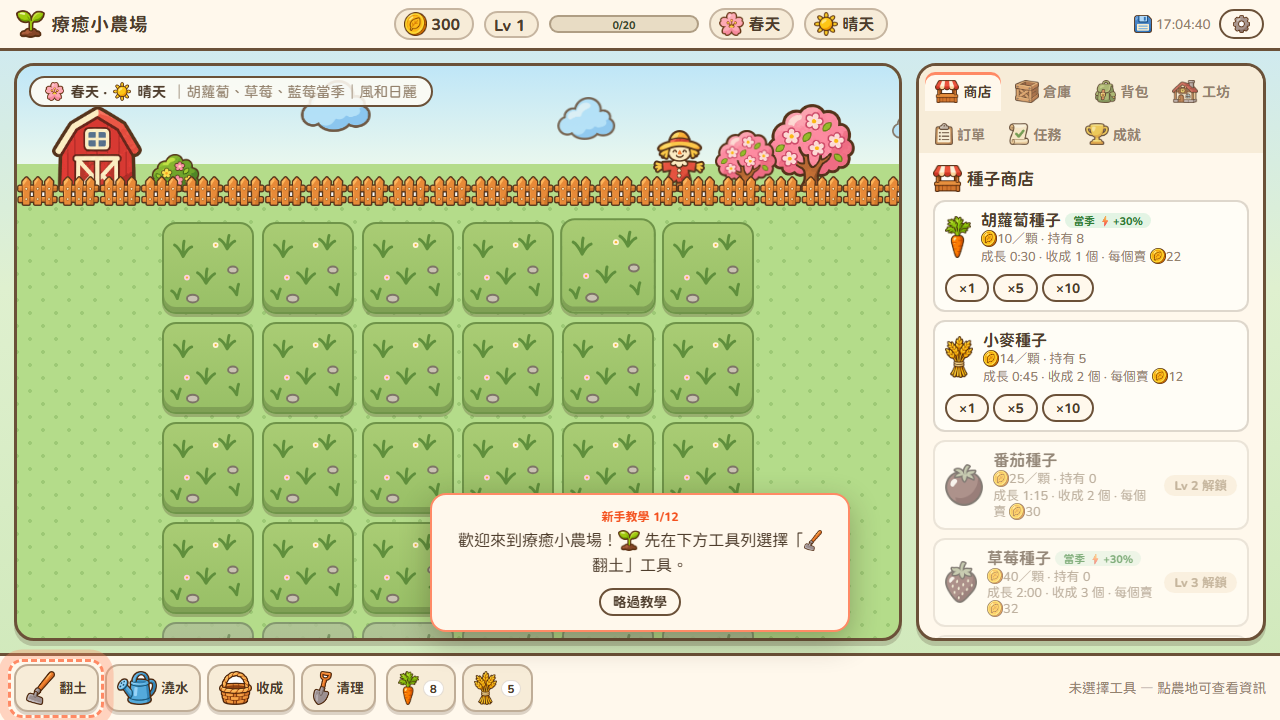 療癒小農場
300
Lv 1
0/20
春天
晴天
17:04:40
春天 · 晴天 ｜胡蘿蔔、草莓、藍莓當季｜風和日麗
商店
倉庫
背包
工坊
訂單
任務
成就
種子商店
胡蘿蔔種子 當季 +30%
10／顆 · 持有 8
成長 0:30 · 收成 1 個 · 每個賣 22
×1
×5
×10
小麥種子
14／顆 · 持有 5
成長 0:45 · 收成 2 個 · 每個賣 12
×1
×5
×10
番茄種子
25／顆 · 持有 0
成長 1:15 · 收成 2 個 · 每個
賣 30
Lv 2 解鎖
草莓種子 當季 +30%
40／顆 · 持有 0
成長 2:00 · 收成 3 個 · 每個賣
32
Lv 3 解鎖
新手教學 1/12
歡迎來到療癒小農場！ 先在下方工具列選擇「
翻土」工具。
略過教學
翻土
澆水
收成
清理
8
5
未選擇工具 — 點農地可查看資訊